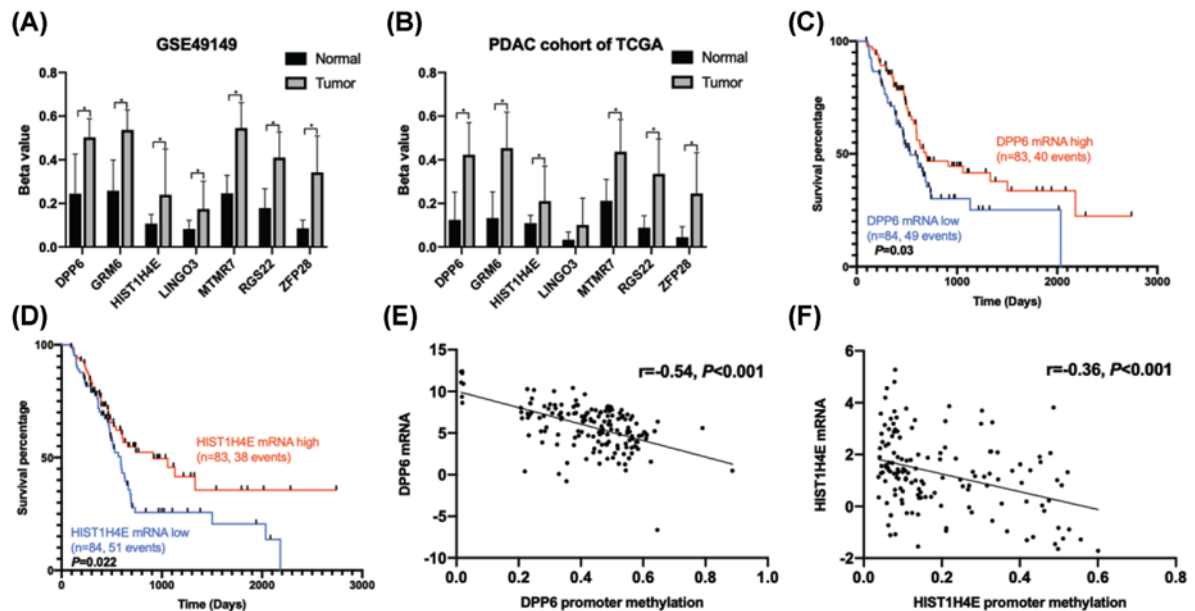 (A)
GSE49149
Normal
Tumor
Beta value
0.8
0.6
0.4
0.2
0.0
* * * * * * *
DPP6 GRM6 HIST1H4E LINGO3 MTMR7 RGS22 ZFP28
(B)
PDAC cohort of TCGA
Normal
Tumor
Beta value
0.8
0.6
0.4
0.2
0.0
* * * * * *
DPP6 GRM6 HIST1H4E LINGO3 MTMR7 RGS22 ZFP28
(C)
Survival percentage
100
50
0
DPP6 mRNA high
(n=83, 40 events)
DPP6 mRNA low
(n=84, 49 events)
P=0.03
0 1000 2000 3000
Time (Days)
(D)
Survival percentage
100
50
0
HIST1H4E mRNA high
(n=83, 38 events)
HIST1H4E mRNA low
(n=84, 51 events)
P=0.022
0 1000 2000 3000
Time (Days)
(E)
r=-0.54, P<0.001
DPP6 mRNA
15
10
5
0
-5
-10
0.0 0.2 0.4 0.6 0.8 1.0
DPP6 promoter methylation
(F)
r=-0.36, P<0.001
HIST1H4E mRNA
6
4
2
0
-2
0.0 0.2 0.4 0.6 0.8
HIST1H4E promoter methylation